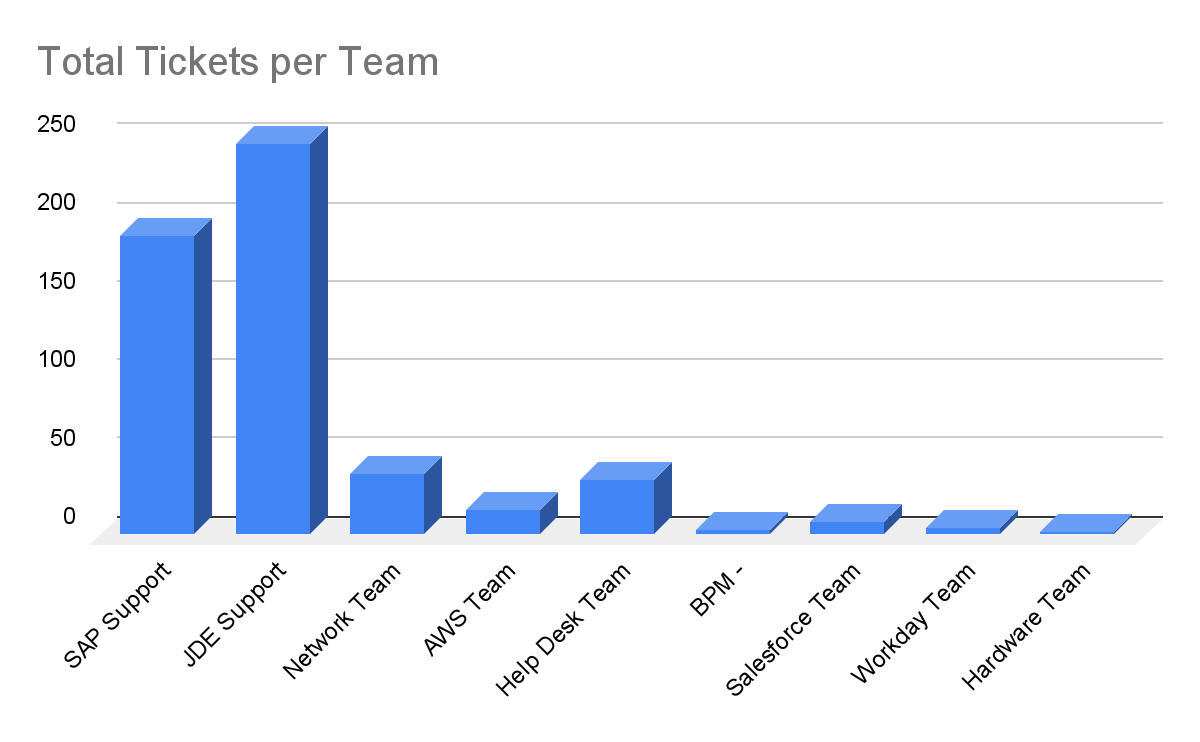 Total Tickets per Team
250
200
150
100
50
0
SAP Support
JDE Support
Network Team
AWS Team
Help Desk Team
BPM -
Salesforce Team
Workday Team
Hardware Team